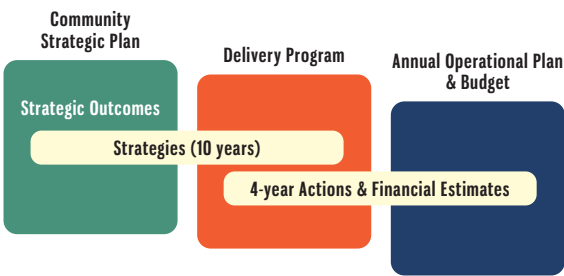 Community
Strategic Plan
Delivery Program
Annual Operational Plan
& Budget
Strategic Outcomes
Strategies (10 years)
4-year Actions & Financial Estimates